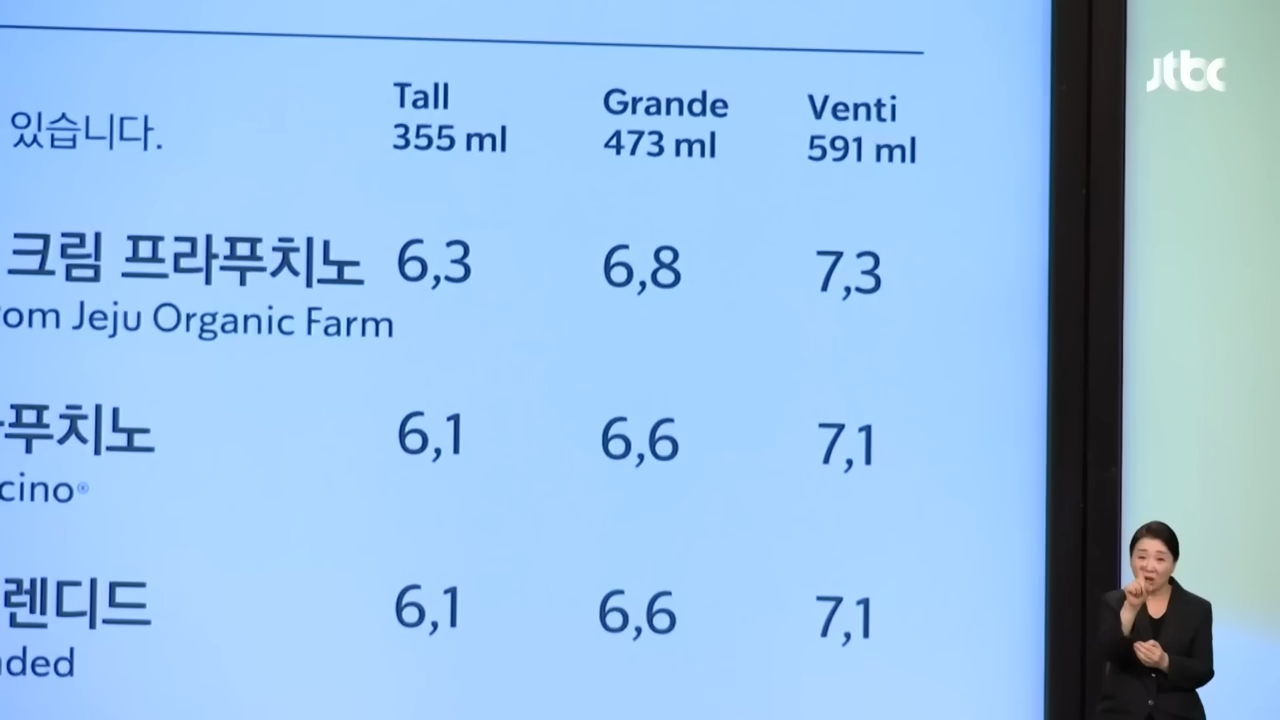 jtbc
Tall Grande Venti
있습니다. 355 ml 473 ml 591 ml
크림 프라푸치노 6,3 6,8 7,3
om Jeju Organic Farm
푸치노 6,1 6,6 7,1
cino®
렌디드 6,1 6,6 7,1
ded